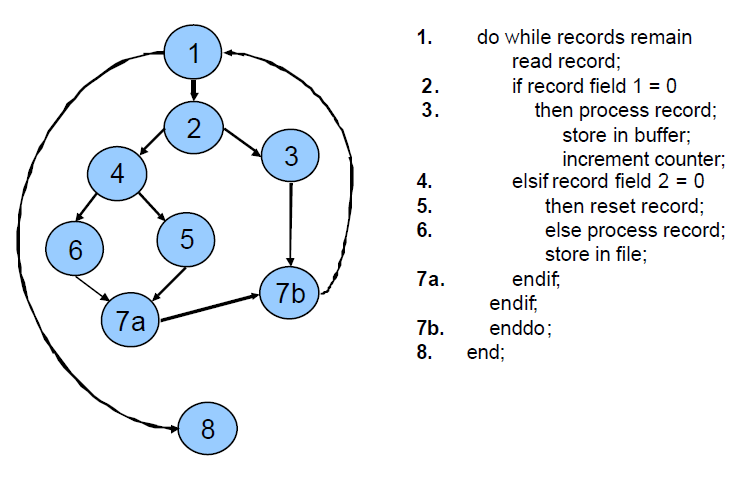 1
2
3
4
5
6
7a
7b
8
1. do while records remain
read record;
2. if record field 1 = 0
3. then process record;
store in buffer;
increment counter;
4. elsif record field 2 = 0
5. then reset record;
6. else process record;
store in file;
7a. endif;
endif;
7b. enddo;
8. end;